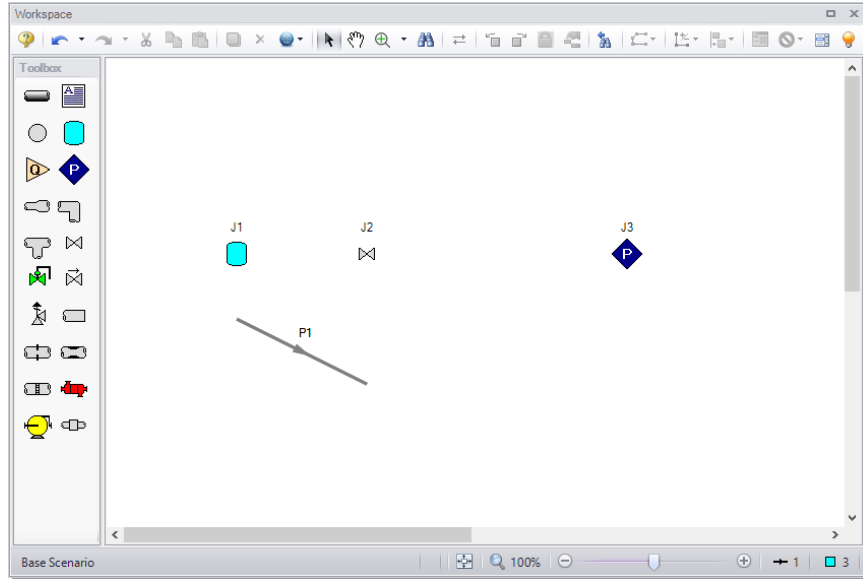 Workspace
Toolbox
A
Q P
J1 J2 J3
P
P1
Base Scenario 100% 1 3